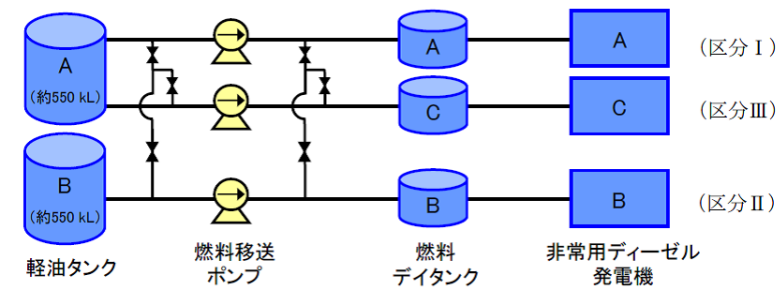 A
(約550 kL)
A
A
(区分Ⅰ)
C
C
(区分Ⅲ)
B
(約550 kL)
B
B
(区分Ⅱ)
軽油タンク
燃料移送
ポンプ
燃料
デイタンク
非常用ディーゼル
発電機